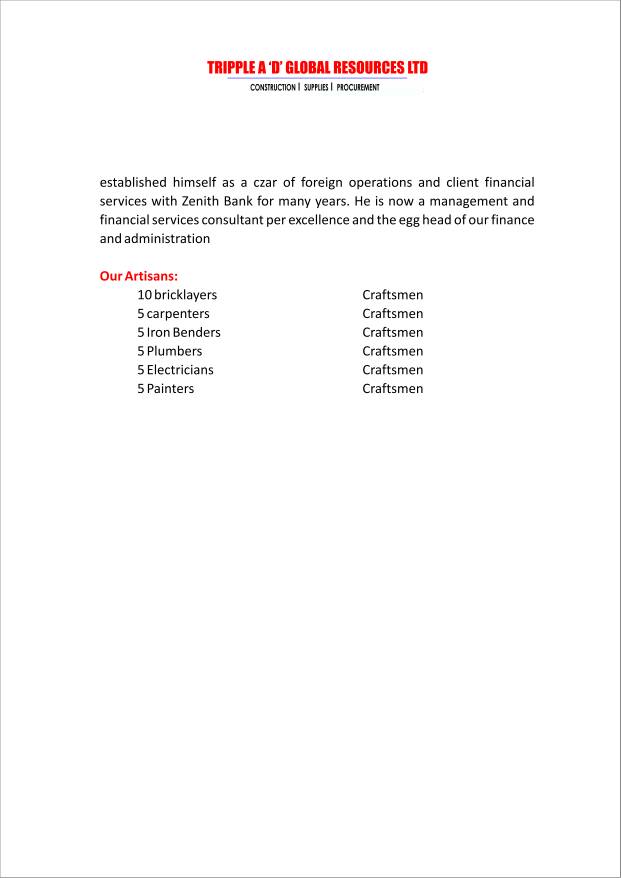 TRIPPLE A ‘D’ GLOBAL RESOURCES LTD
CONSTRUCTION | SUPPLIES | PROCUREMENT
established himself as a czar of foreign operations and client financial
services with Zenith Bank for many years. He is now a management and
financial services consultant per excellence and the egg head of our finance
and administration
Our Artisans:
10 bricklayers Craftsmen
5 carpenters Craftsmen
5 Iron Benders Craftsmen
5 Plumbers Craftsmen
5 Electricians Craftsmen
5 Painters Craftsmen